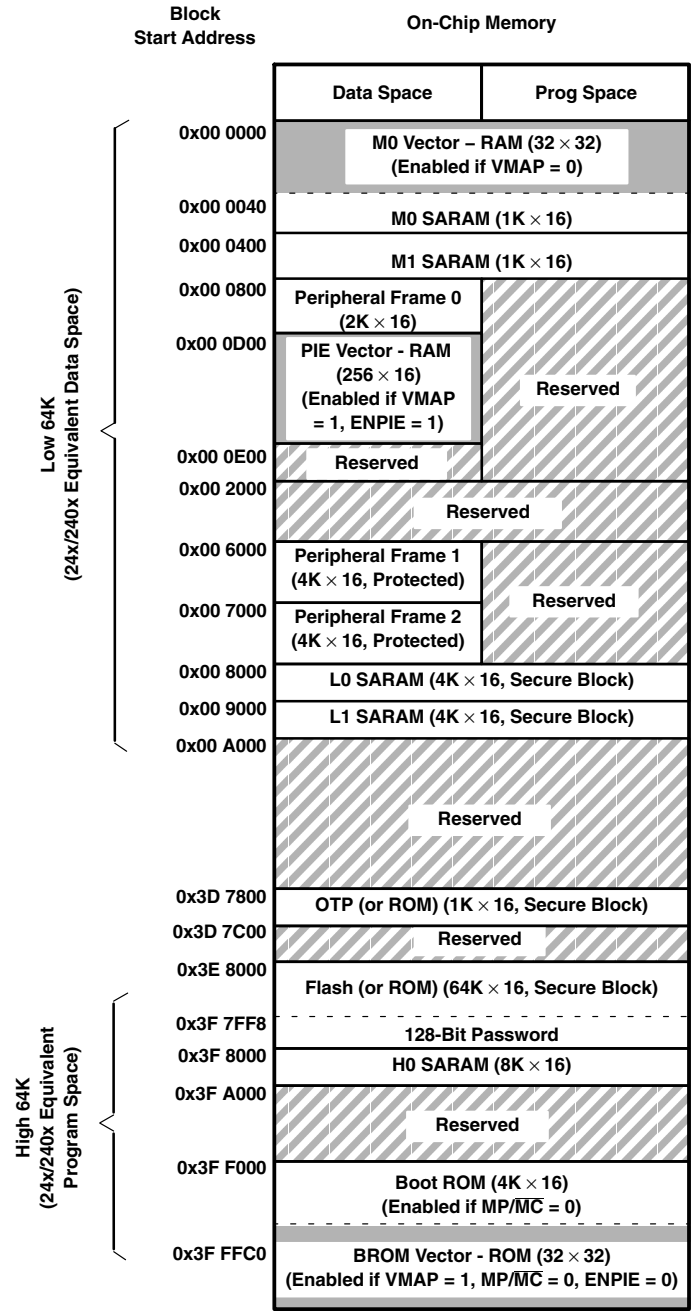 Block
Start Address
On-Chip Memory
Data Space
Prog Space
0x00 0000
M0 Vector – RAM (32 × 32)
(Enabled if VMAP = 0)
0x00 0040
M0 SARAM (1K × 16)
0x00 0400
M1 SARAM (1K × 16)
0x00 0800
Peripheral Frame 0
(2K × 16)
0x00 0D00
PIE Vector - RAM
(256 × 16)
(Enabled if VMAP
= 1, ENPIE = 1)
Reserved
0x00 0E00
Reserved
0x00 2000
Reserved
0x00 6000
Peripheral Frame 1
(4K × 16, Protected)
Reserved
0x00 7000
Peripheral Frame 2
(4K × 16, Protected)
0x00 8000
L0 SARAM (4K × 16, Secure Block)
0x00 9000
L1 SARAM (4K × 16, Secure Block)
0x00 A000
Reserved
Low 64K
(24x/240x Equivalent Data Space)
0x3D 7800
OTP (or ROM) (1K × 16, Secure Block)
0x3D 7C00
Reserved
0x3E 8000
Flash (or ROM) (64K × 16, Secure Block)
0x3F 7FF8
128-Bit Password
0x3F 8000
H0 SARAM (8K × 16)
0x3F A000
Reserved
0x3F F000
Boot ROM (4K × 16)
(Enabled if MP/M̅C̅ = 0)
0x3F FFC0
BROM Vector - ROM (32 × 32)
(Enabled if VMAP = 1, MP/M̅C̅ = 0, ENPIE = 0)
High 64K
(24x/240x Equivalent
Program Space)